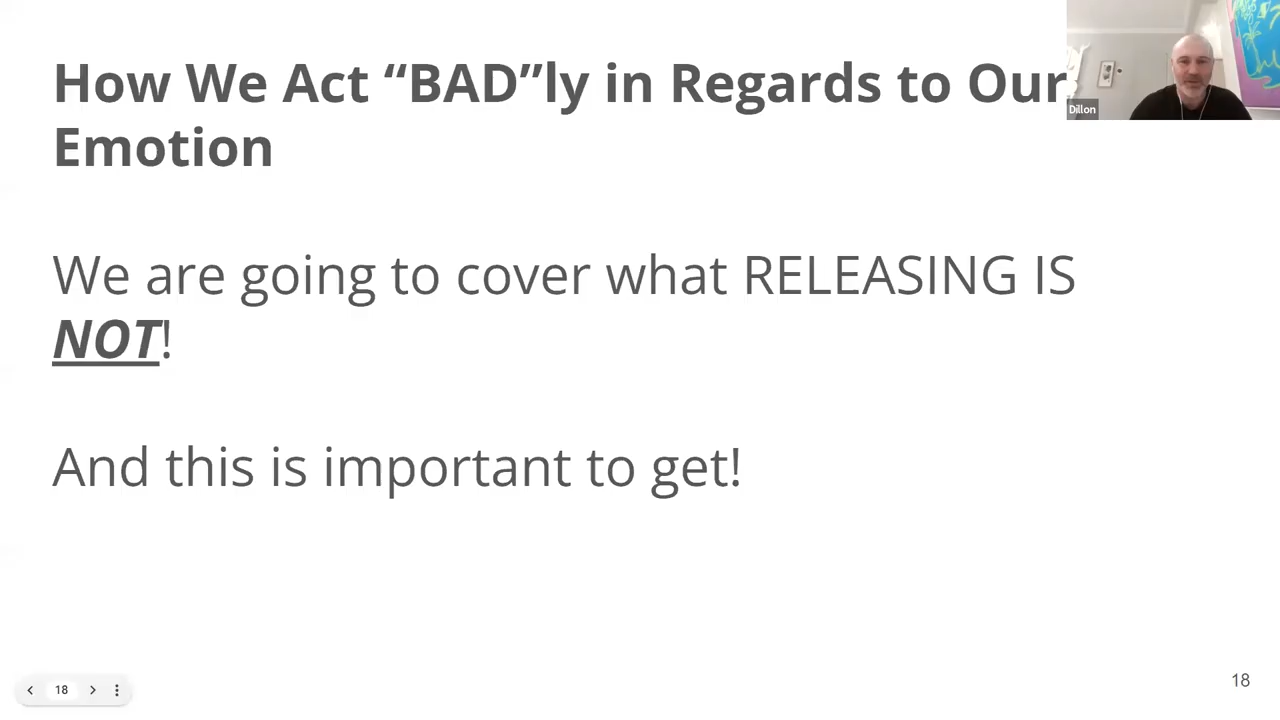 How We Act “BAD”ly in Regards to Our
Emotion
Dillon
We are going to cover what RELEASING IS
NOT!
And this is important to get!
18
18